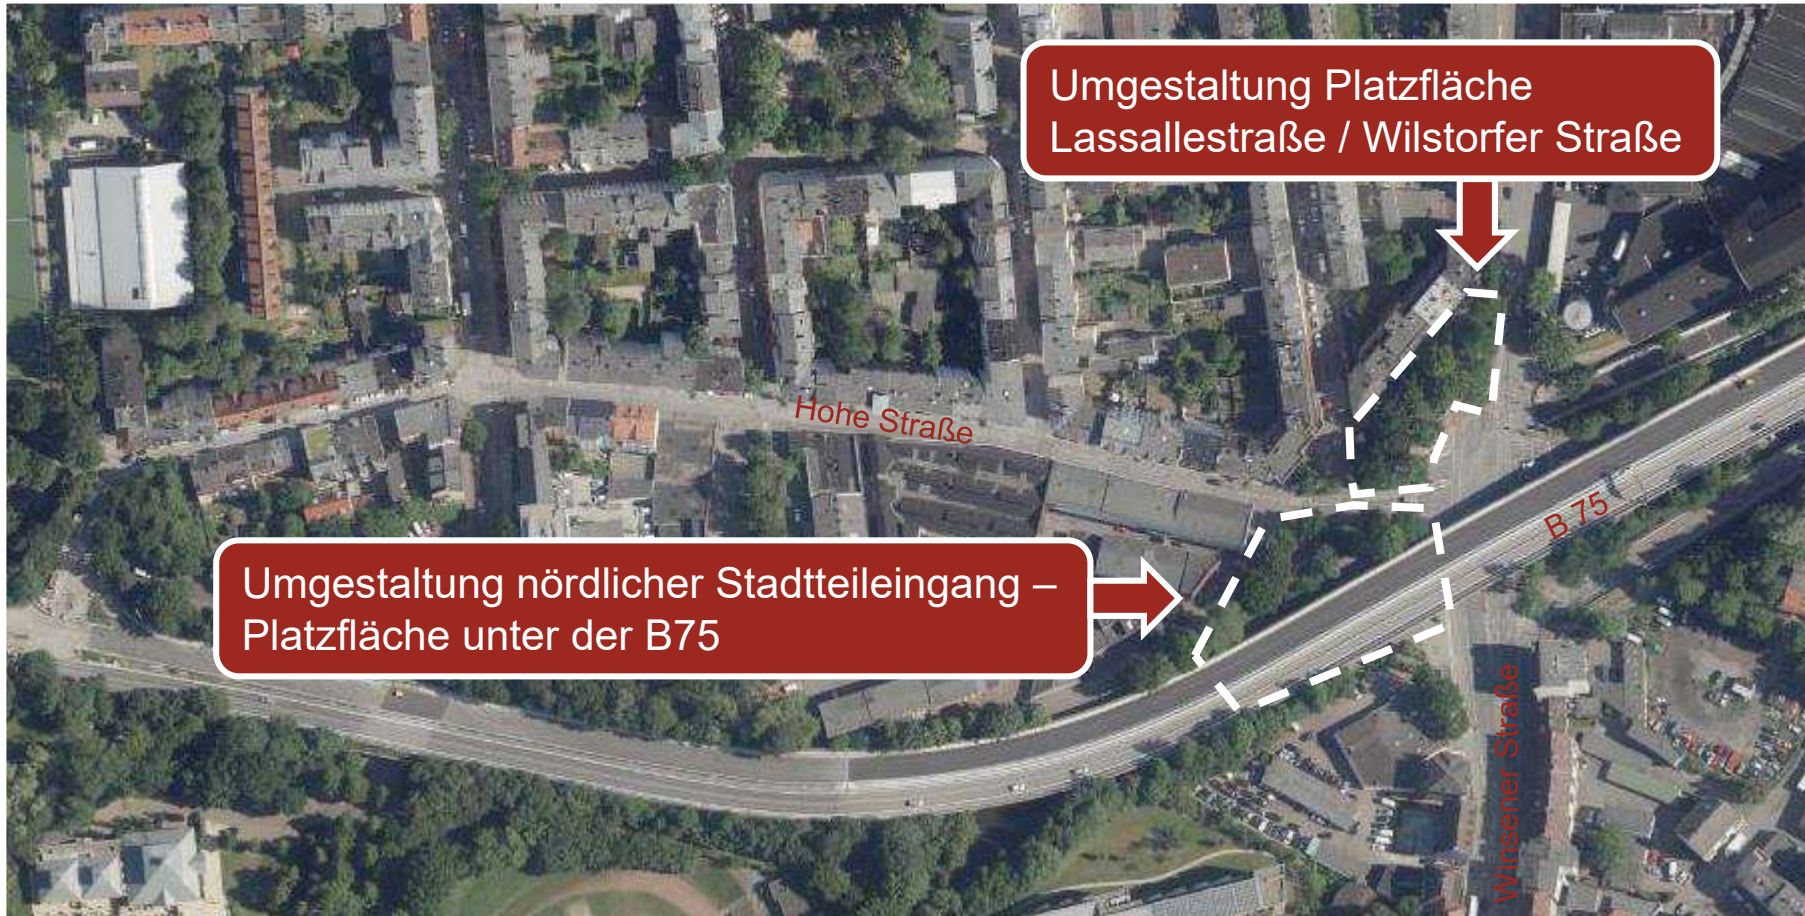 Umgestaltung Platzfläche
Lassallestraße / Wilstorfer Straße
Hohe Straße
B 75
Umgestaltung nördlicher Stadtteileingang –
Platzfläche unter der B75
Winsener Straße